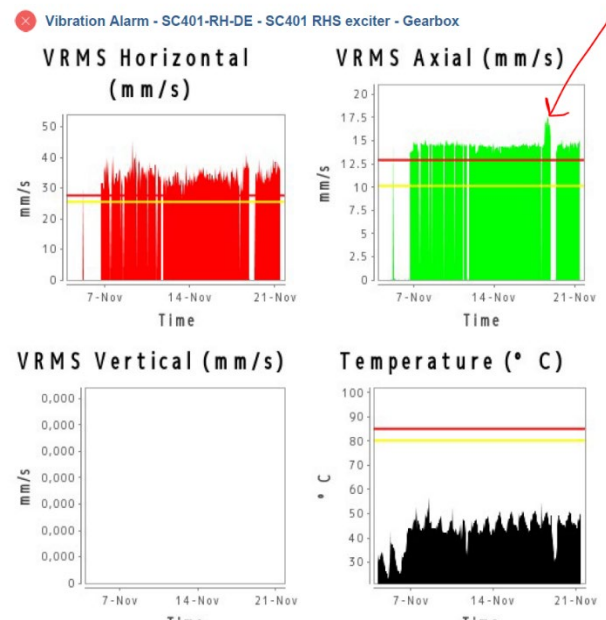 Vibration Alarm - SC401-RH-DE - SC401 RHS exciter - Gearbox
VRMS Horizontal
(mm/s)
50
40
30
20
10
0
mm/s
7-Nov 14-Nov 21-Nov
Time
VRMS Axial (mm/s)
20
17.5
15
12.5
10
7.5
5
2.5
0
mm/s
7-Nov 14-Nov 21-Nov
Time
VRMS Vertical (mm/s)
0,000
0,000
0,000
0,000
0,000
0,000
0,000
0
mm/s
7-Nov 14-Nov 21-Nov
Time
Temperature (° C)
100
90
80
70
60
50
40
30
° C
7-Nov 14-Nov 21-Nov
Time